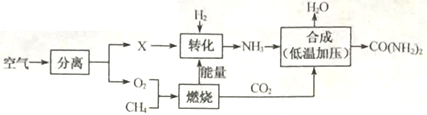 H₂
H₂O
空气 分离 X 转化 NH₃ 合成 (低温加压) CO(NH₂)₂
能量
O₂ CH₄ 燃烧 CO₂